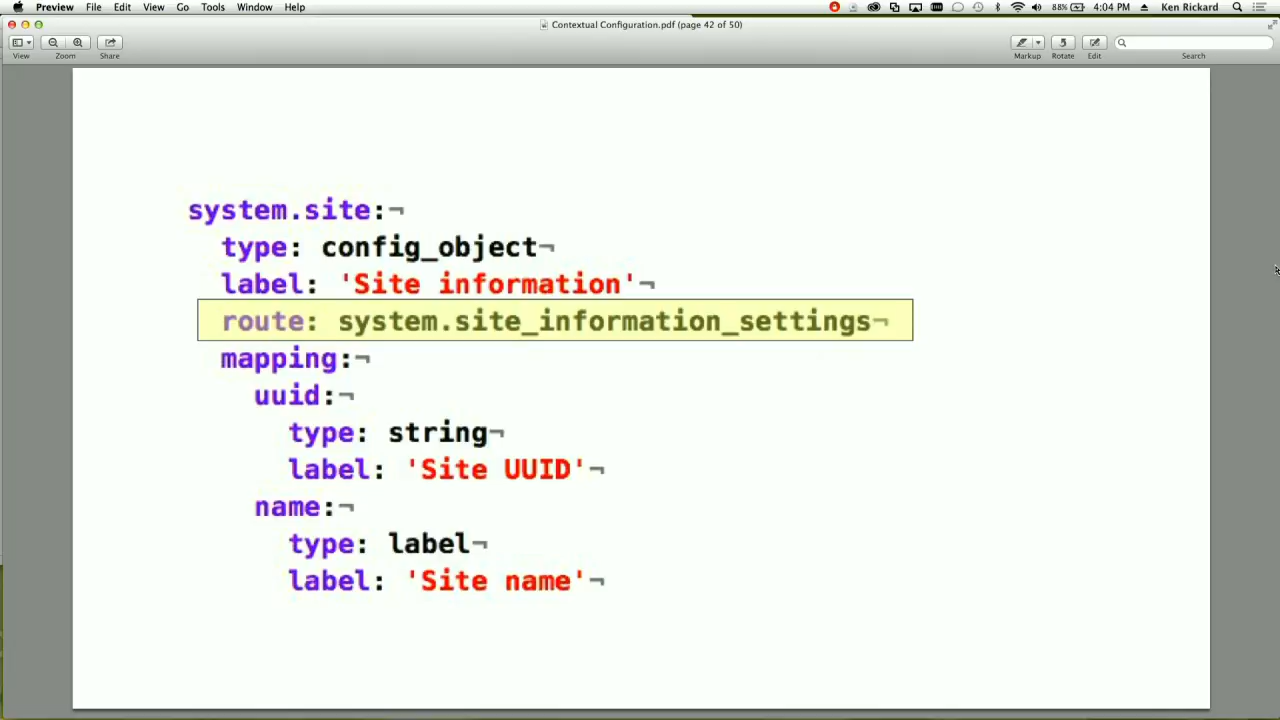 Preview File Edit View Go Tools Window Help 88% 4:04 PM Ken Rickard
Contextual Configuration.pdf (page 42 of 50)
View Zoom Share Markup Rotate Edit Search
system.site:¬
type: config_object¬
label: 'Site information'¬
route: system.site_information_settings¬
mapping:¬
uuid:¬
type: string¬
label: 'Site UUID'¬
name:¬
type: label¬
label: 'Site name'¬